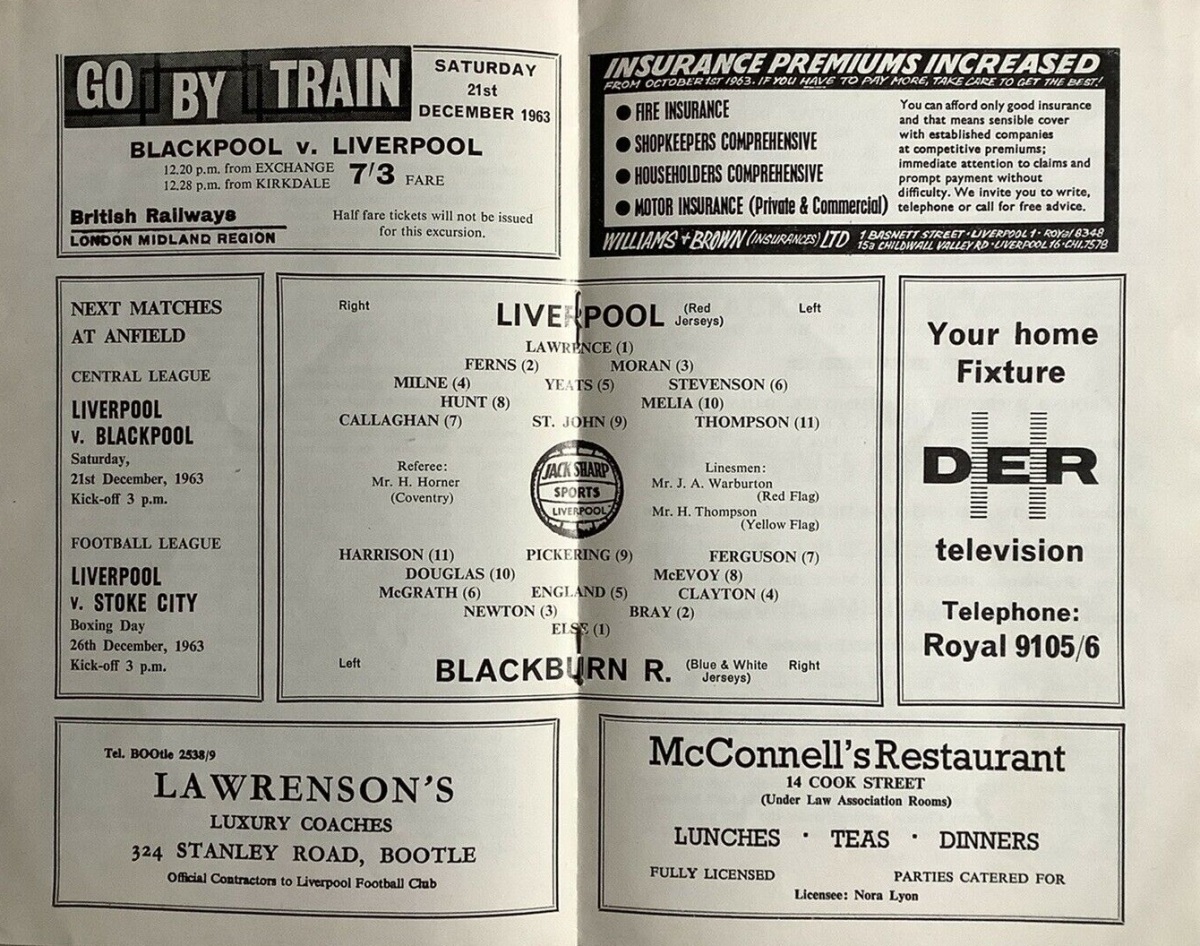 GO BY TRAIN
SATURDAY
21st
DECEMBER 1963
BLACKPOOL v. LIVERPOOL
12.20 p.m. from EXCHANGE
12.28 p.m. from KIRKDALE
7'3 FARE
British Railways
LONDON MIDLAND REGION
Half fare tickets will not be issued
for this excursion.
INSURANCE PREMIUMS INCREASED
FROM OCTOBER 1ST 1963. IF YOU HAVE TO PAY MORE, TAKE CARE TO GET THE BEST!
● FIRE INSURANCE
● SHOPKEEPERS COMPREHENSIVE
● HOUSEHOLDERS COMPREHENSIVE
● MOTOR INSURANCE (Private & Commercial)
You can afford only good insurance
and that means sensible cover
with established companies
at competitive premiums;
immediate attention to claims and
prompt payment without
difficulty. We invite you to write,
telephone or call for free advice.
WILLIAMS + BROWN (INSURANCES) LTD
1 BASNETT STREET · LIVERPOOL 1 · ROYal 8348
15a CHILDWALL VALLEY RD · LIVERPOOL 16 · CHI. 7578
NEXT MATCHES
AT ANFIELD
CENTRAL LEAGUE
LIVERPOOL
v. BLACKPOOL
Saturday,
21st December, 1963
Kick-off 3 p.m.
FOOTBALL LEAGUE
LIVERPOOL
v. STOKE CITY
Boxing Day
26th December, 1963
Kick-off 3 p.m.
Right LIVERPOOL (Red Jerseys) Left
LAWRENCE (1)
FERNS (2) MORAN (3)
MILNE (4) YEATS (5) STEVENSON (6)
HUNT (8) MELIA (10)
CALLAGHAN (7) ST. JOHN (9) THOMPSON (11)
Referee:
Mr. H. Horner
(Coventry)
JACK SHARP
SPORTS
LIVERPOOL
Linesmen:
Mr. J. A. Warburton
(Red Flag)
Mr. H. Thompson
(Yellow Flag)
HARRISON (11) PICKERING (9) FERGUSON (7)
DOUGLAS (10) McEVOY (8)
McGRATH (6) ENGLAND (5) CLAYTON (4)
NEWTON (3) BRAY (2)
ELSE (1)
Left BLACKBURN R. (Blue & White Jerseys) Right
Your home
Fixture
DER
television
Telephone:
Royal 9105/6
Tel. BOOtle 2538/9
LAWRENSON'S
LUXURY COACHES
324 STANLEY ROAD, BOOTLE
Official Contractors to Liverpool Football Club
McConnell's Restaurant
14 COOK STREET
(Under Law Association Rooms)
LUNCHES · TEAS · DINNERS
FULLY LICENSED PARTIES CATERED FOR
Licensee: Nora Lyon